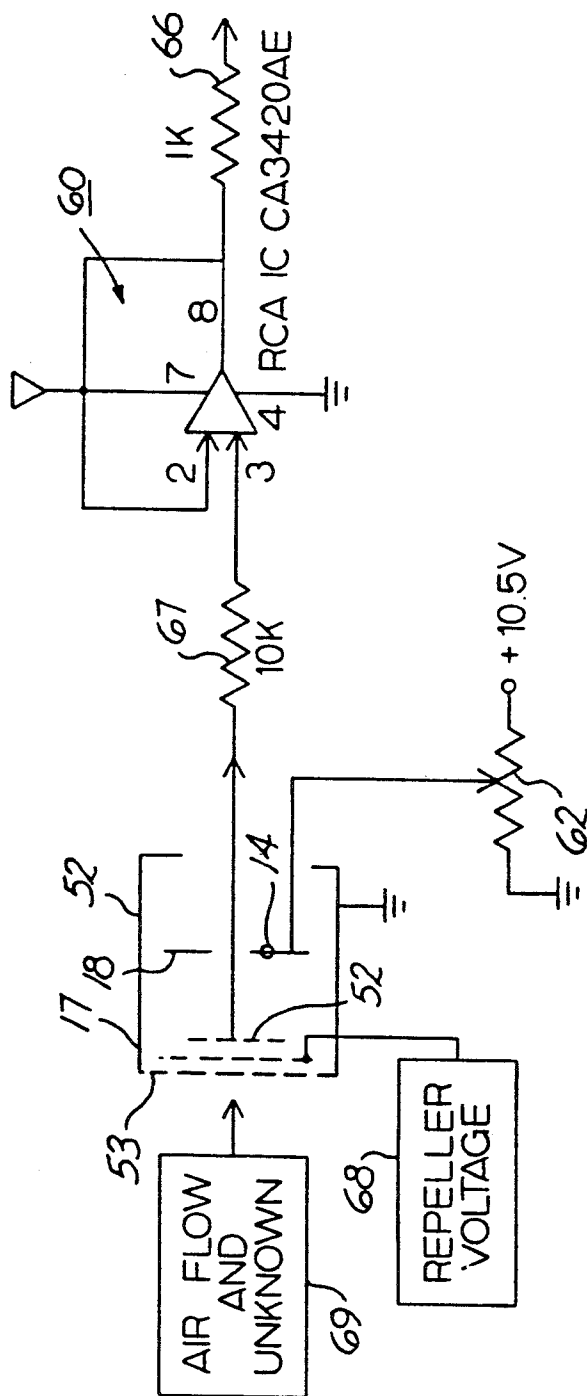 60
1K
66
7
8
2
3
4
RCA IC CA3420AE
67
10K
52
17
18
14
53
52
AIR FLOW
AND
UNKNOWN
69
REPELLER
VOLTAGE
68
+10.5V
62